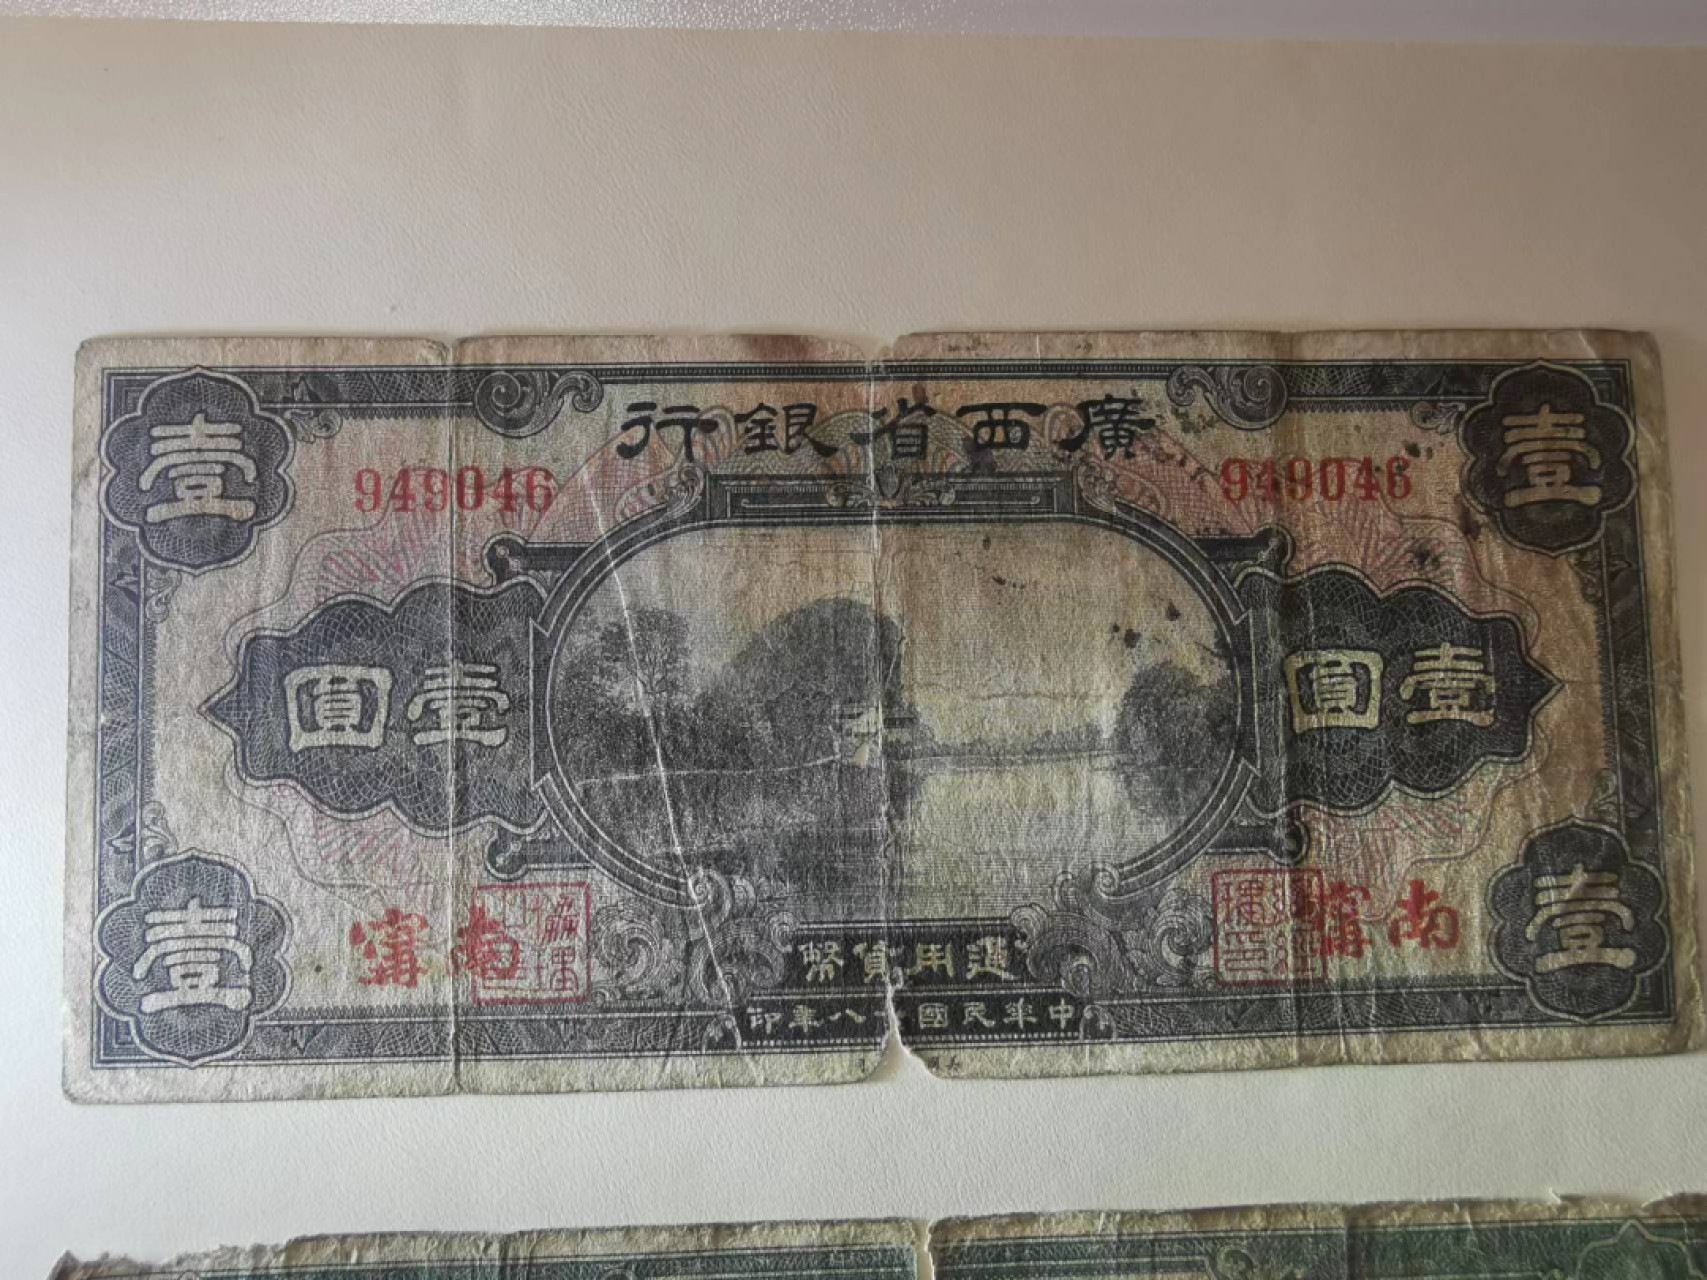 廣西省銀行
壹 壹
949046 949046
壹圓 壹圓
南寧 南寧
通用貨幣
中華民國十八年印
壹 壹